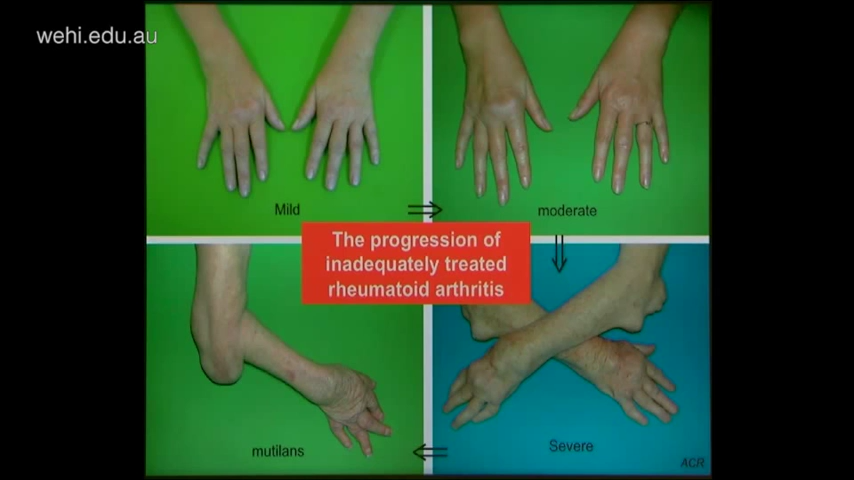 wehi.edu.au
Mild
moderate
The progression of
inadequately treated
rheumatoid arthritis
mutilans
Severe
ACR